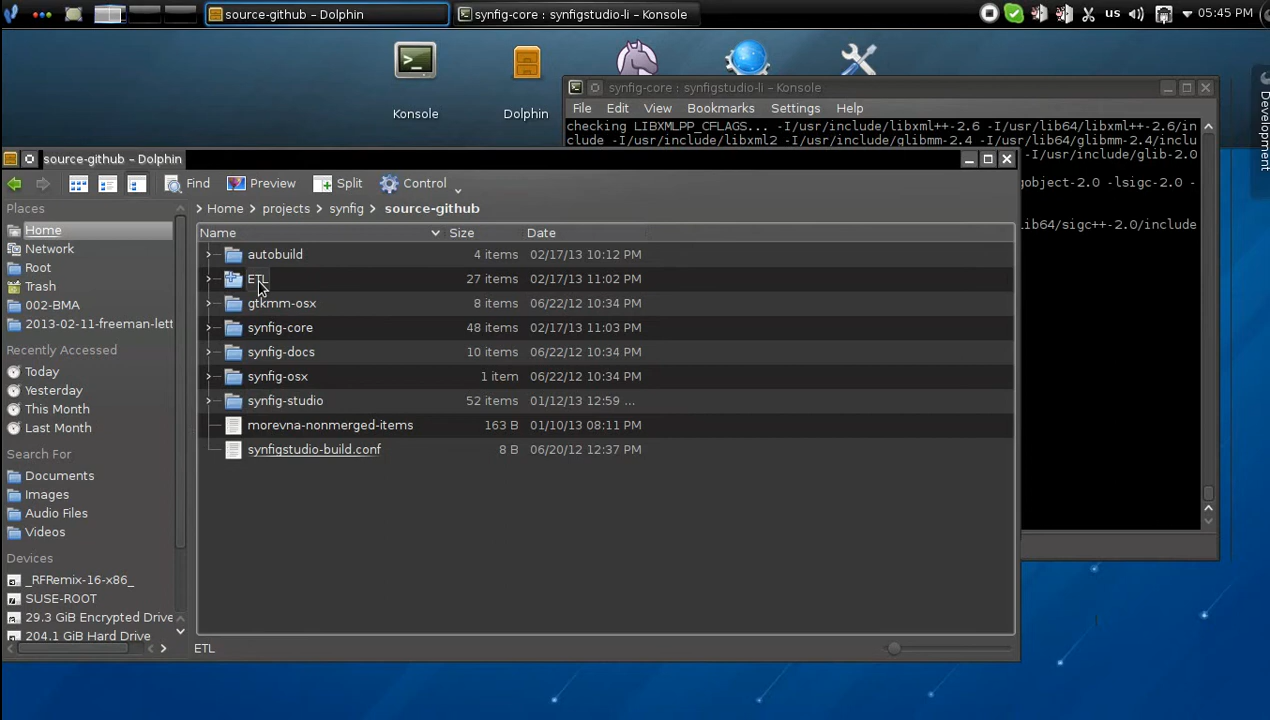 source-github – Dolphin
synfig-core : synfigstudio-li – Konsole
us
05:45 PM
Konsole
Dolphin
Developm
synfig-core : synfigstudio-li – Konsole
File Edit View Bookmarks Settings Help
checking LIBXMLPP_CFLAGS... -I/usr/include/libxml++-2.6 -I/usr/lib64/libxml++-2.6/in
clude -I/usr/include/libxml2 -I/usr/include/glibmm-2.4 -I/usr/lib64/glibmm-2.4/inclu
-I/usr/include/glib-2.0
gobject-2.0 -lsigc-2.0 -
ib64/sigc++-2.0/include
source-github – Dolphin
Find Preview Split Control
Places
Home
Network
Root
Trash
002-BMA
2013-02-11-freeman-lett
Recently Accessed
Today
Yesterday
This Month
Last Month
Search For
Documents
Images
Audio Files
Videos
Devices
_RFRemix-16-x86_
SUSE-ROOT
29.3 GiB Encrypted Drive
204.1 GiB Hard Drive
> Home > projects > synfig > source-github
Name Size Date
autobuild 4 items 02/17/13 10:12 PM
ETL 27 items 02/17/13 11:02 PM
gtkmm-osx 8 items 06/22/12 10:34 PM
synfig-core 48 items 02/17/13 11:03 PM
synfig-docs 10 items 06/22/12 10:34 PM
synfig-osx 1 item 06/22/12 10:34 PM
synfig-studio 52 items 01/12/13 12:59 ...
morevna-nonmerged-items 163 B 01/10/13 08:11 PM
synfigstudio-build.conf 8 B 06/20/12 12:37 PM
ETL